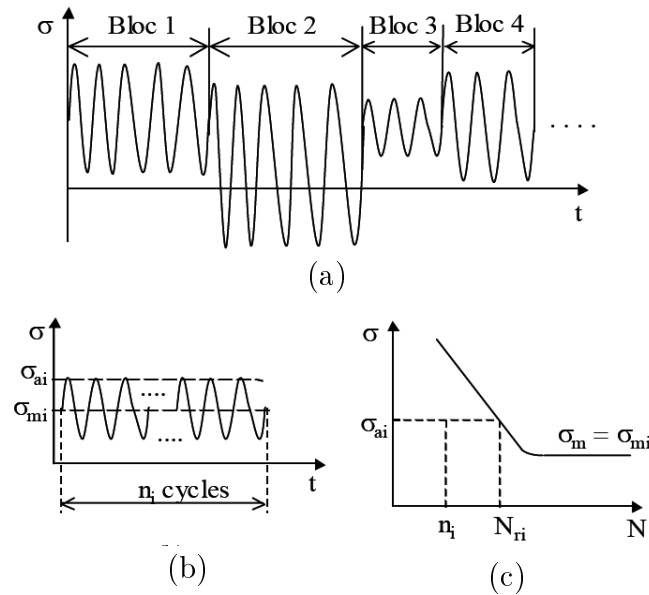 σ
Bloc 1 Bloc 2 Bloc 3 Bloc 4
. . . .
t
(a)
σ
σai
σmi
.... ....
t
ni cycles
(b)
σ
σai
σm = σmi
ni Nri N
(c)